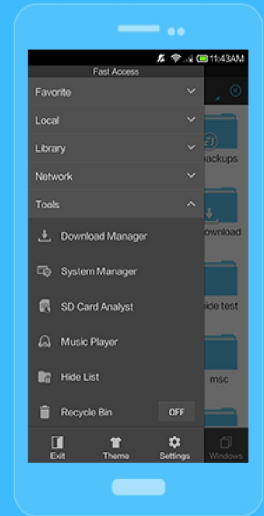 11:43AM
Fast Access
Favorite
Local
Library
Network
Tools
Download Manager
System Manager
SD Card Analyst
Music Player
Hide List
Recycle Bin OFF
Exit Theme Settings Windows
backups
ownload
ide test
msc